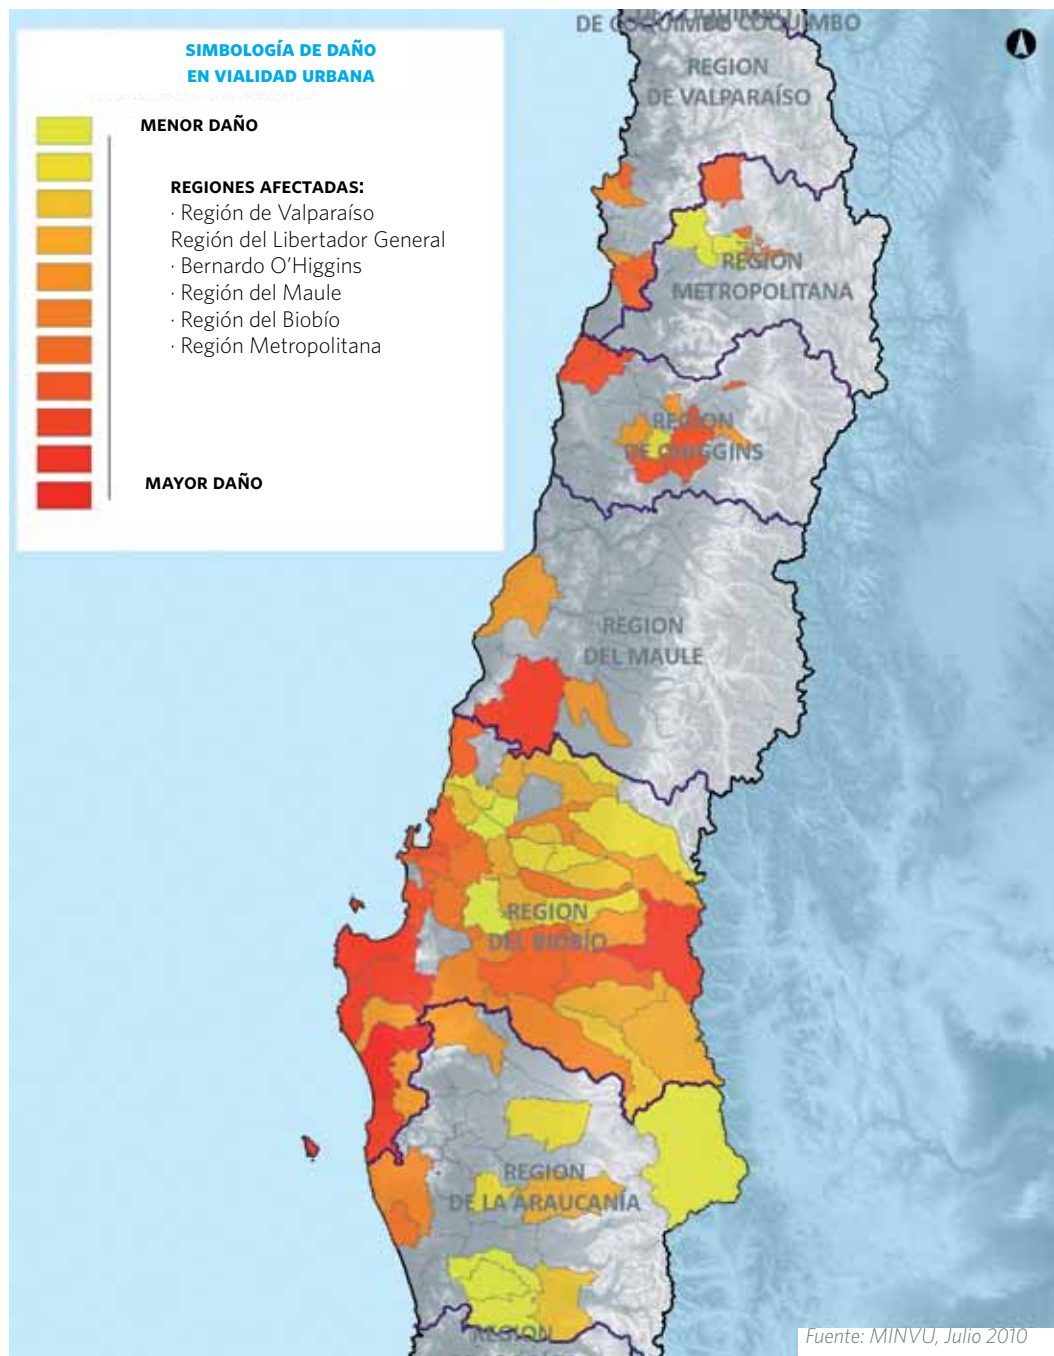 SIMBOLOGÍA DE DAÑO
EN VIALIDAD URBANA
MENOR DAÑO
REGIONES AFECTADAS:
· Región de Valparaíso
Región del Libertador General
· Bernardo O'Higgins
· Región del Maule
· Región del Biobío
· Región Metropolitana
MAYOR DAÑO
DE COQUIMBO COQUIMBO
REGION
DE VALPARAÍSO
REGION
METROPOLITANA
REGION
DE OHIGGINS
REGION
DEL MAULE
REGION
DEL BIOBÍO
REGION
DE LA ARAUCANÍA
REGION
Fuente: MINVU, Julio 2010